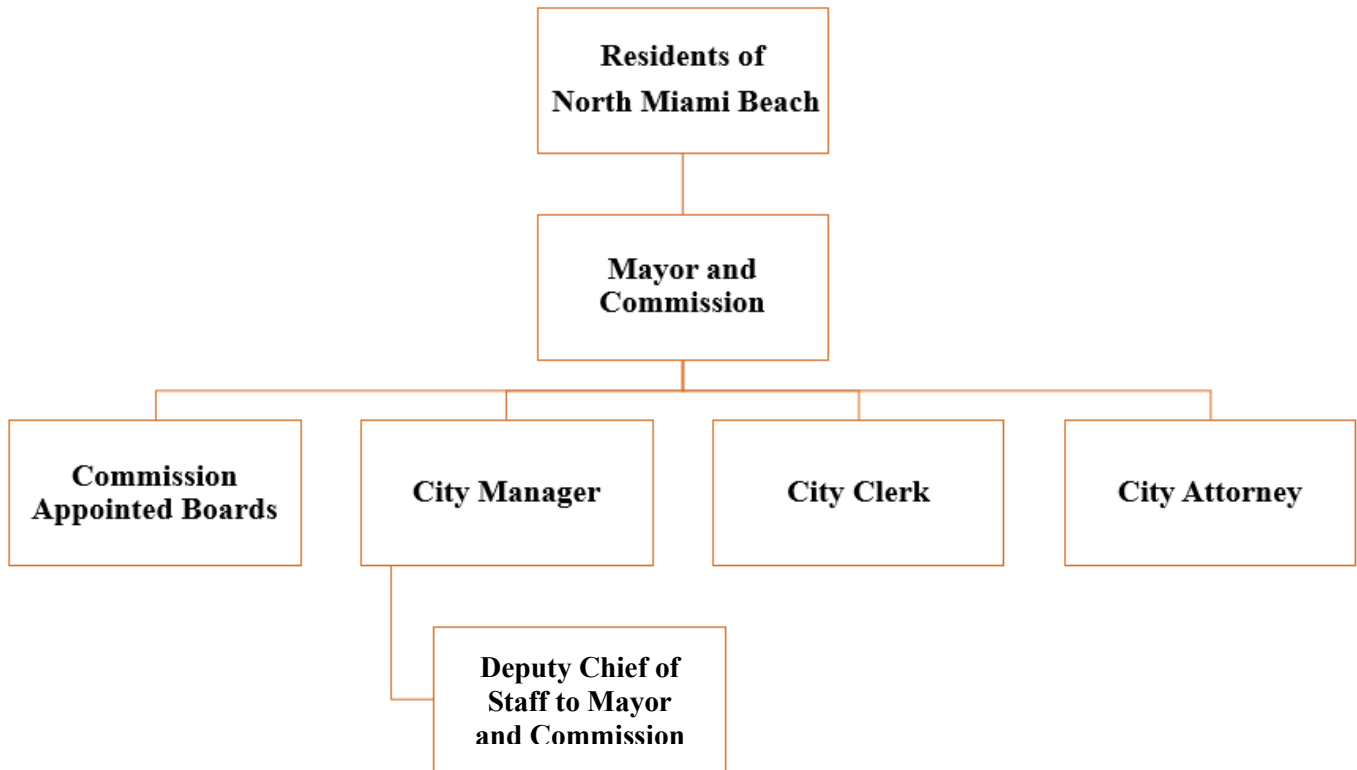 Residents of
North Miami Beach
Mayor and
Commission
Commission
Appointed Boards
City Manager
City Clerk
City Attorney
Deputy Chief of
Staff to Mayor
and Commission